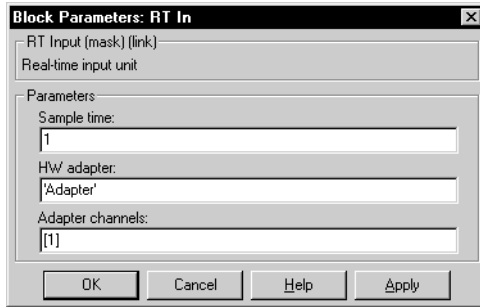 Block Parameters: RT In
RT Input (mask) (link)
Real-time input unit
Parameters
Sample time:
1
HW adapter:
'Adapter'
Adapter channels:
[1]
OK Cancel Help Apply